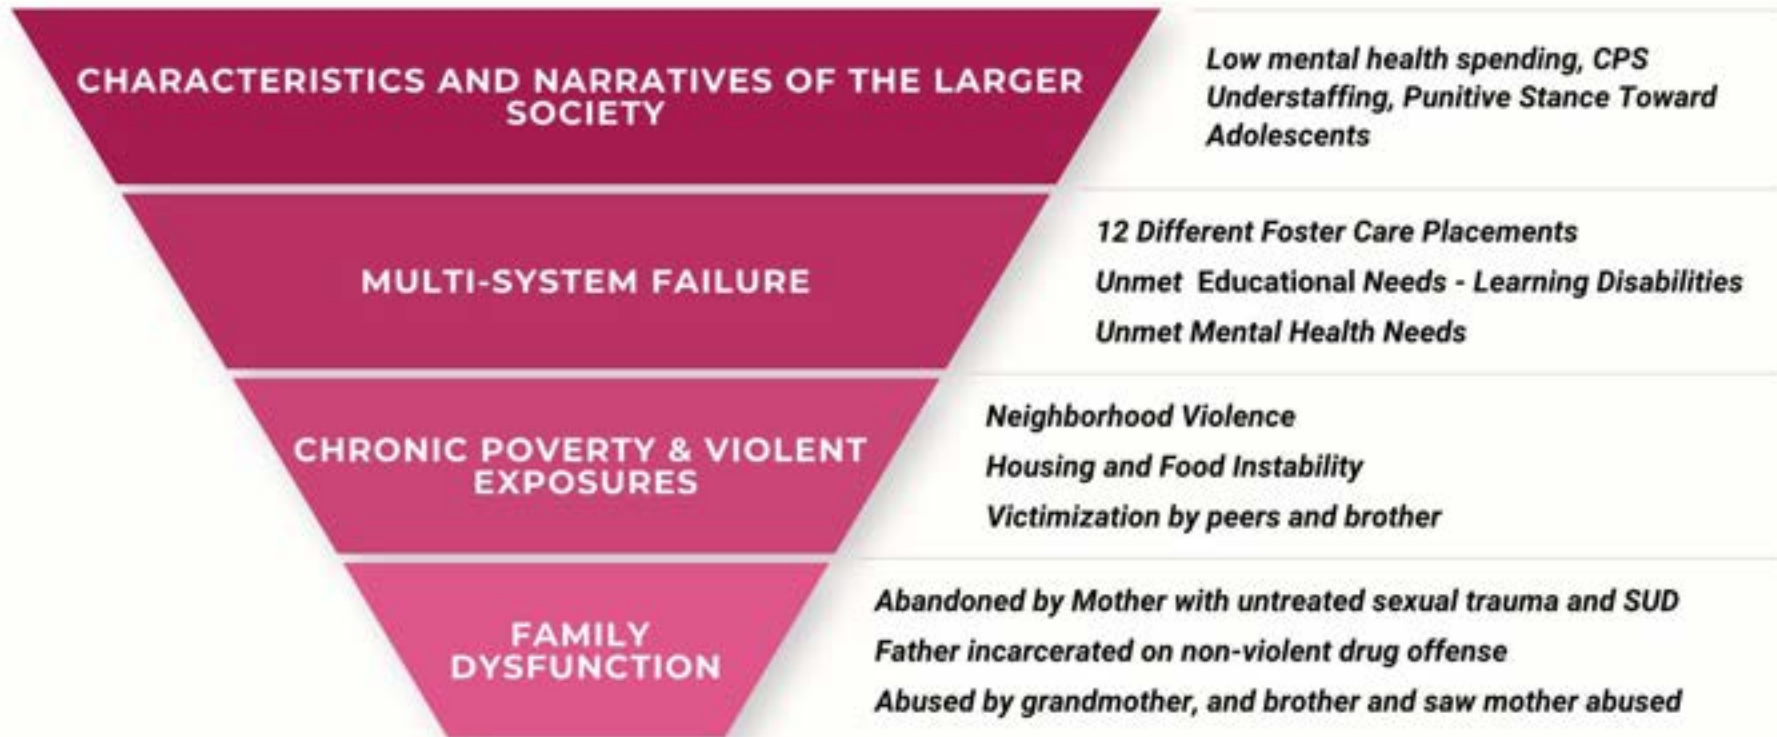 CHARACTERISTICS AND NARRATIVES OF THE LARGER
SOCIETY
Low mental health spending, CPS
Understaffing, Punitive Stance Toward
Adolescents
MULTI-SYSTEM FAILURE
12 Different Foster Care Placements
Unmet Educational Needs - Learning Disabilities
Unmet Mental Health Needs
CHRONIC POVERTY & VIOLENT
EXPOSURES
Neighborhood Violence
Housing and Food Instability
Victimization by peers and brother
FAMILY
DYSFUNCTION
Abandoned by Mother with untreated sexual trauma and SUD
Father incarcerated on non-violent drug offense
Abused by grandmother, and brother and saw mother abused